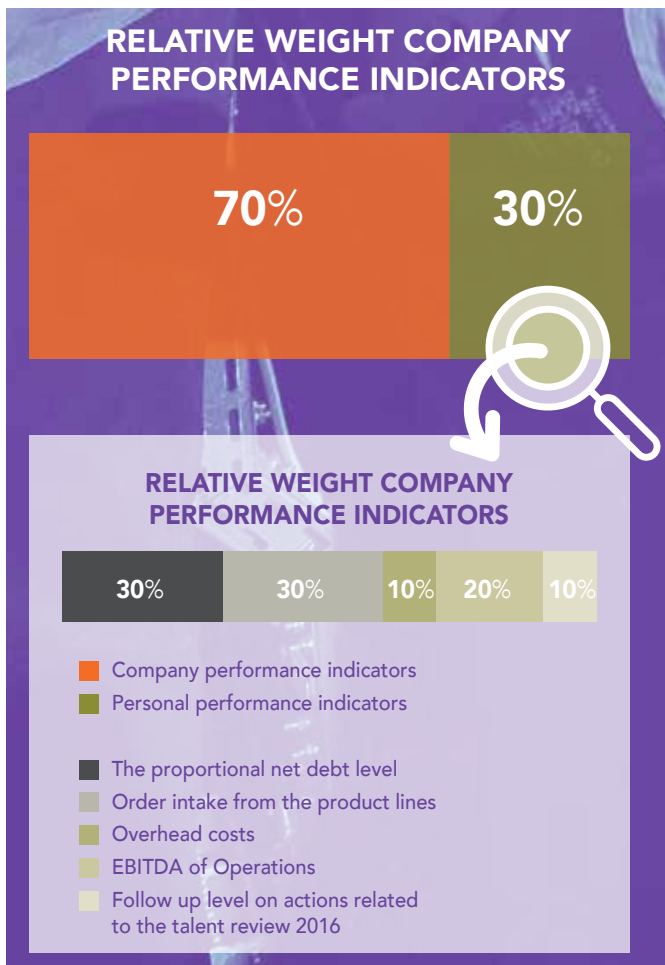 RELATIVE WEIGHT COMPANY
PERFORMANCE INDICATORS
70%
30%
RELATIVE WEIGHT COMPANY
PERFORMANCE INDICATORS
30%
30%
10%
20%
10%
Company performance indicators
Personal performance indicators
The proportional net debt level
Order intake from the product lines
Overhead costs
EBITDA of Operations
Follow up level on actions related
to the talent review 2016